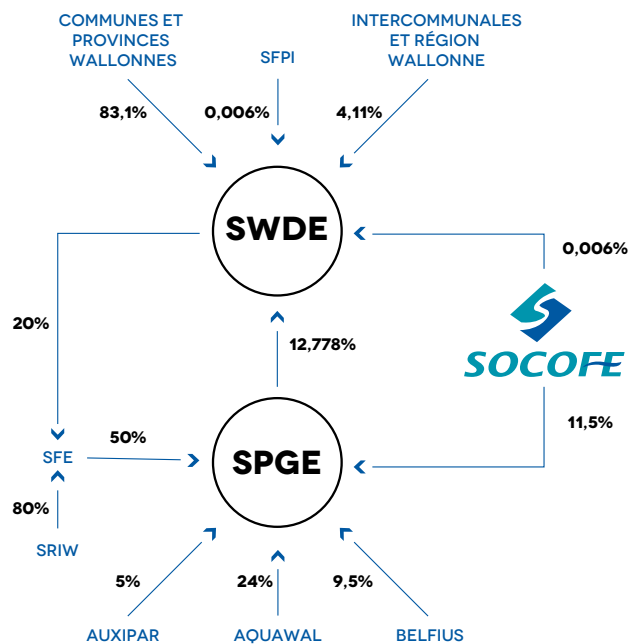 COMMUNES ET
PROVINCES
WALLONNES
SFPI
INTERCOMMUNALES
ET RÉGION
WALLONNE
83,1%
0,006%
4,11%
SWDE
0,006%
20%
12,778%
SOCOFE
11,5%
50%
SFE
SPGE
80%
SRIW
5%
24%
9,5%
AUXIPAR
AQUAWAL
BELFIUS